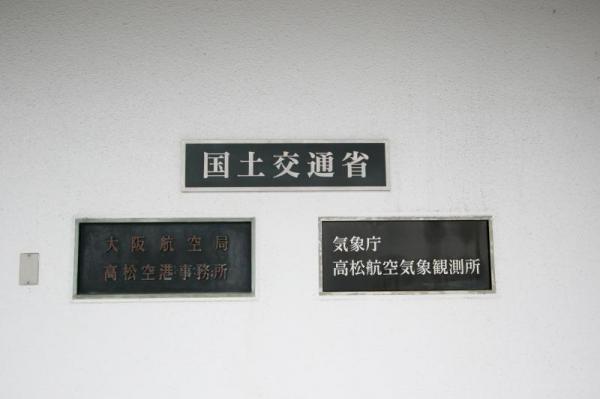 国土交通省
大阪航空局
高松空港事務所
気象庁
高松航空気象観測所